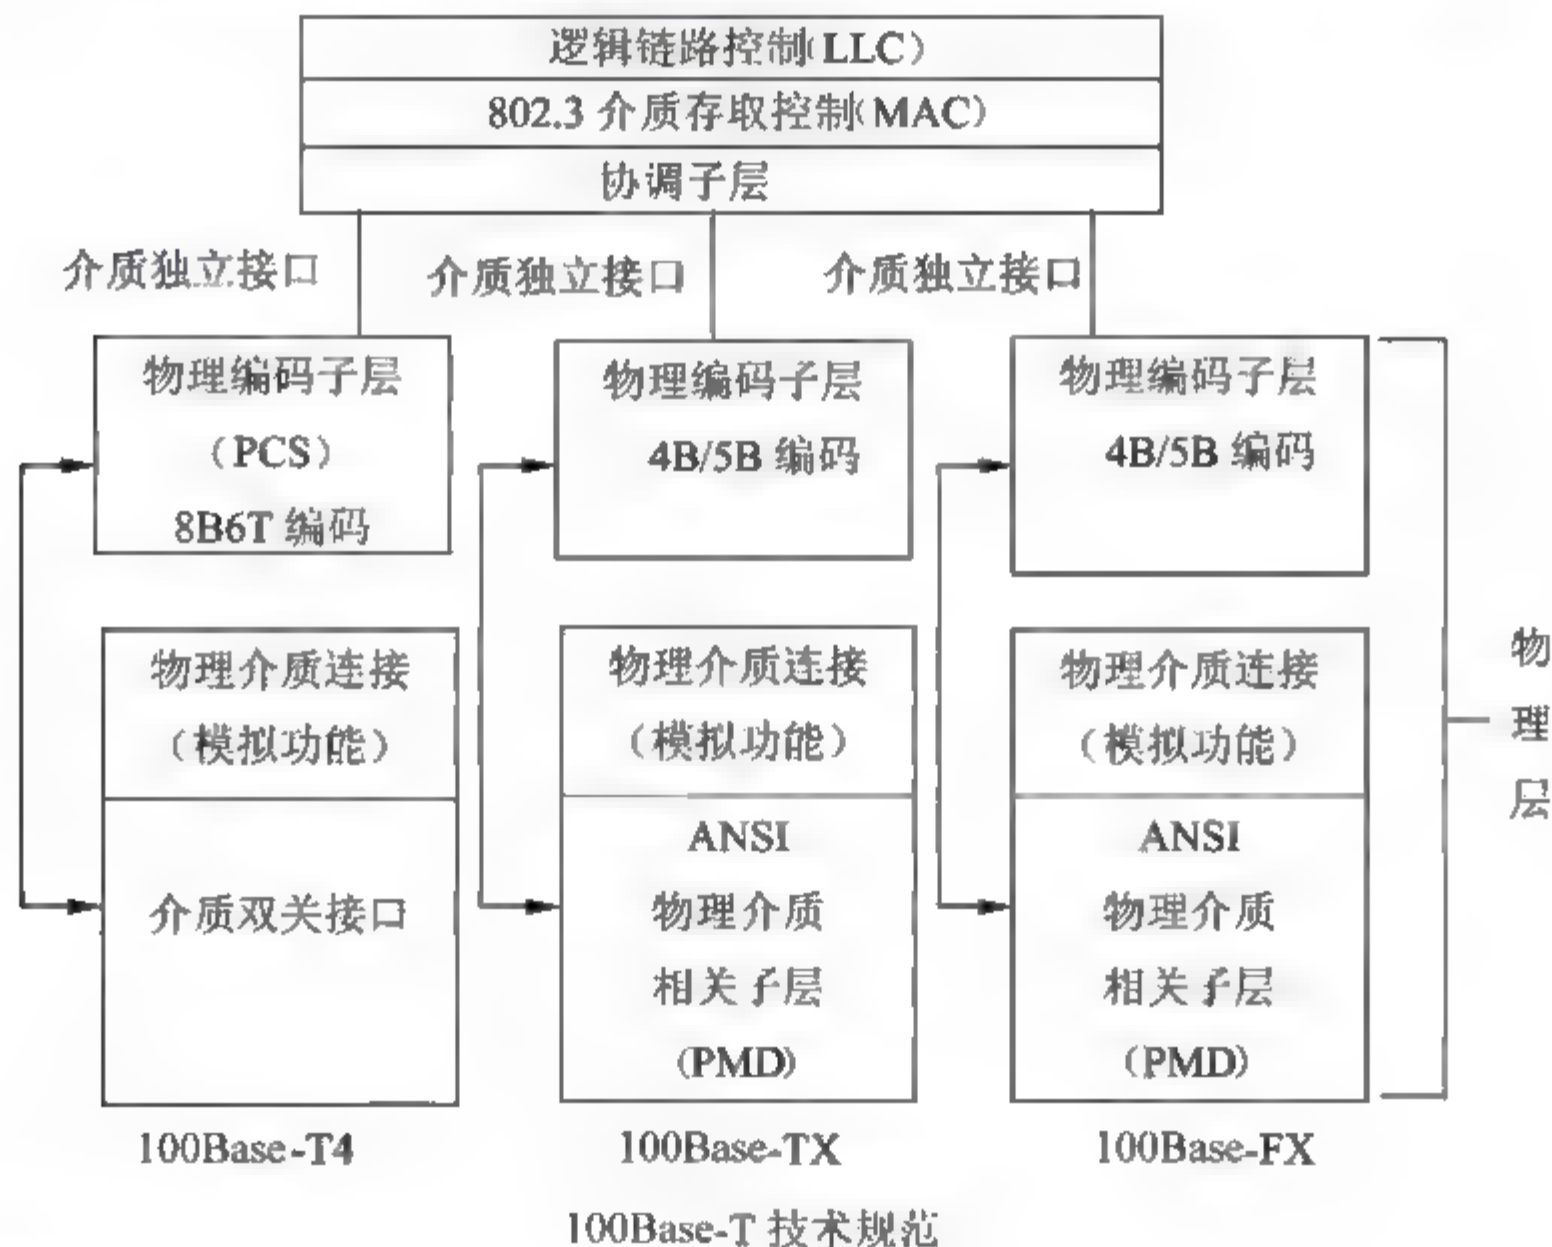 逻辑链路控制(LLC)
802.3 介质存取控制(MAC)
协调子层
介质独立接口
介质独立接口
介质独立接口
物理编码子层
(PCS)
8B6T 编码
物理编码子层
4B/5B 编码
物理编码子层
4B/5B 编码
物理介质连接
(模拟功能)
介质双关接口
物理介质连接
(模拟功能)
ANSI
物理介质
相关子层
(PMD)
物理介质连接
(模拟功能)
ANSI
物理介质
相关子层
(PMD)
物
理
层
100Base-T4
100Base-TX
100Base-FX
100Base-T 技术规范